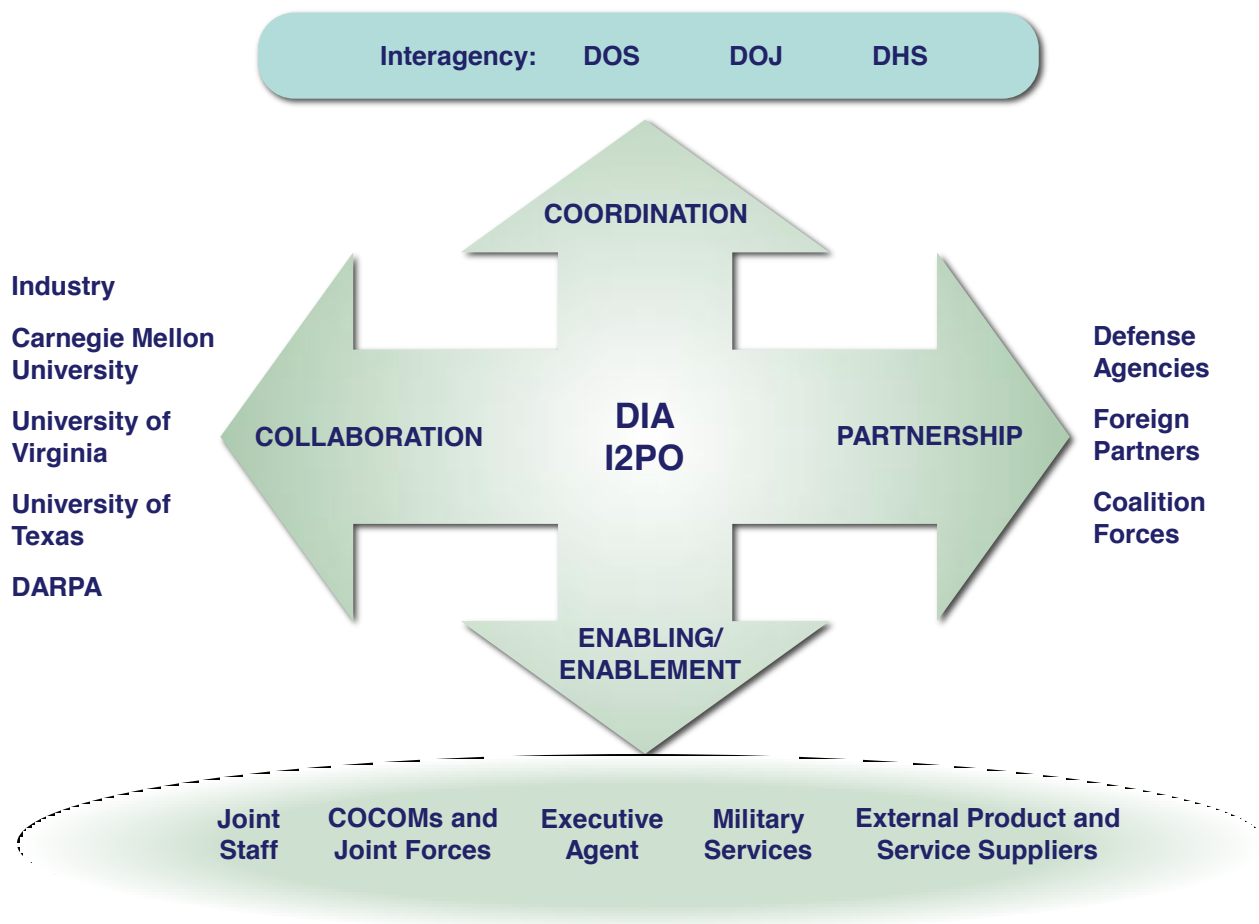 Interagency: DOS DOJ DHS
COORDINATION
Industry
Carnegie Mellon
University
University of
Virginia
University of
Texas
DARPA
COLLABORATION
DIA
I2PO
PARTNERSHIP
Defense
Agencies
Foreign
Partners
Coalition
Forces
ENABLING/
ENABLEMENT
Joint
Staff
COCOMs and
Joint Forces
Executive
Agent
Military
Services
External Product and
Service Suppliers